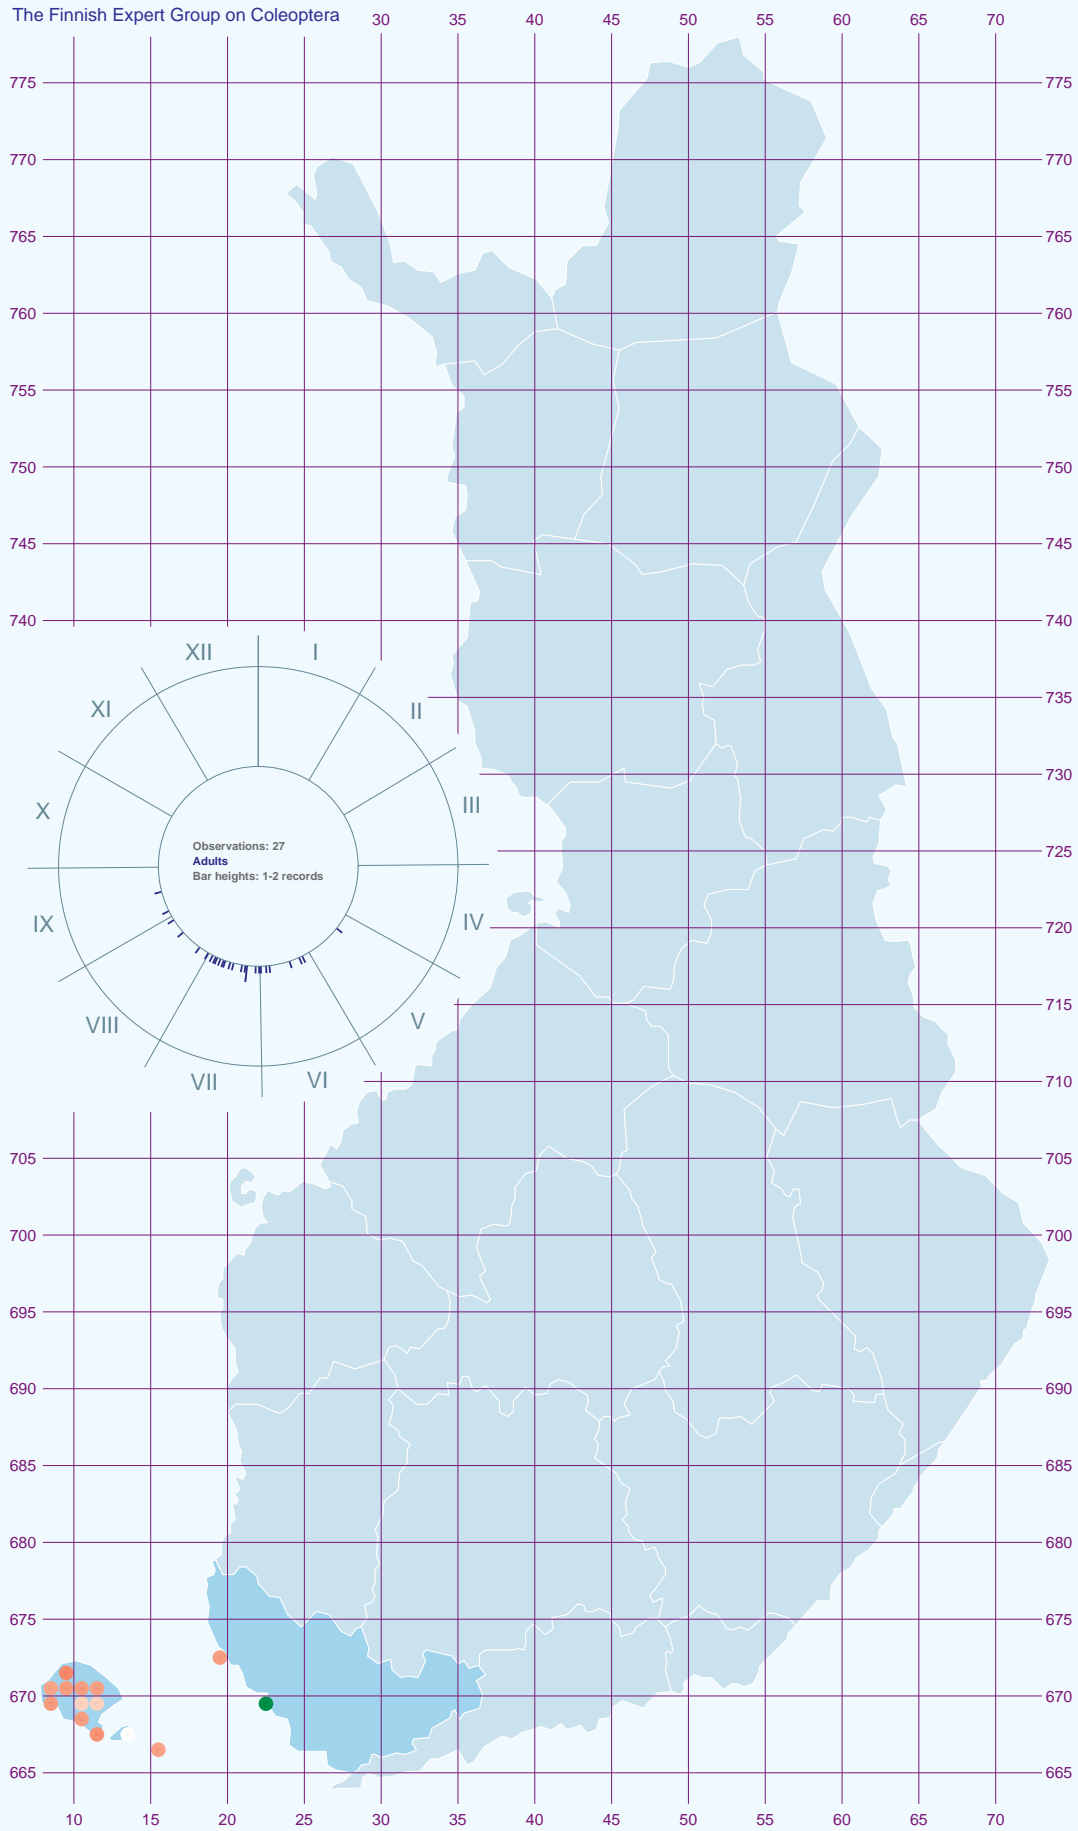 The Finnish Expert Group on Coleoptera 30 35 40 45 50 55 60 65 70
775 775
770 770
765 765
760 760
755 755
750 750
745 745
740 740
XII I
735
XI II
730
X III
725
Observations: 27
Adults
Bar heights: 1-2 records
IX IV 720
715
VIII V
VII VI 710
705 705
700 700
695 695
690 690
685 685
680 680
675 675
670 670
665 665
10 15 20 25 30 35 40 45 50 55 60 65 70